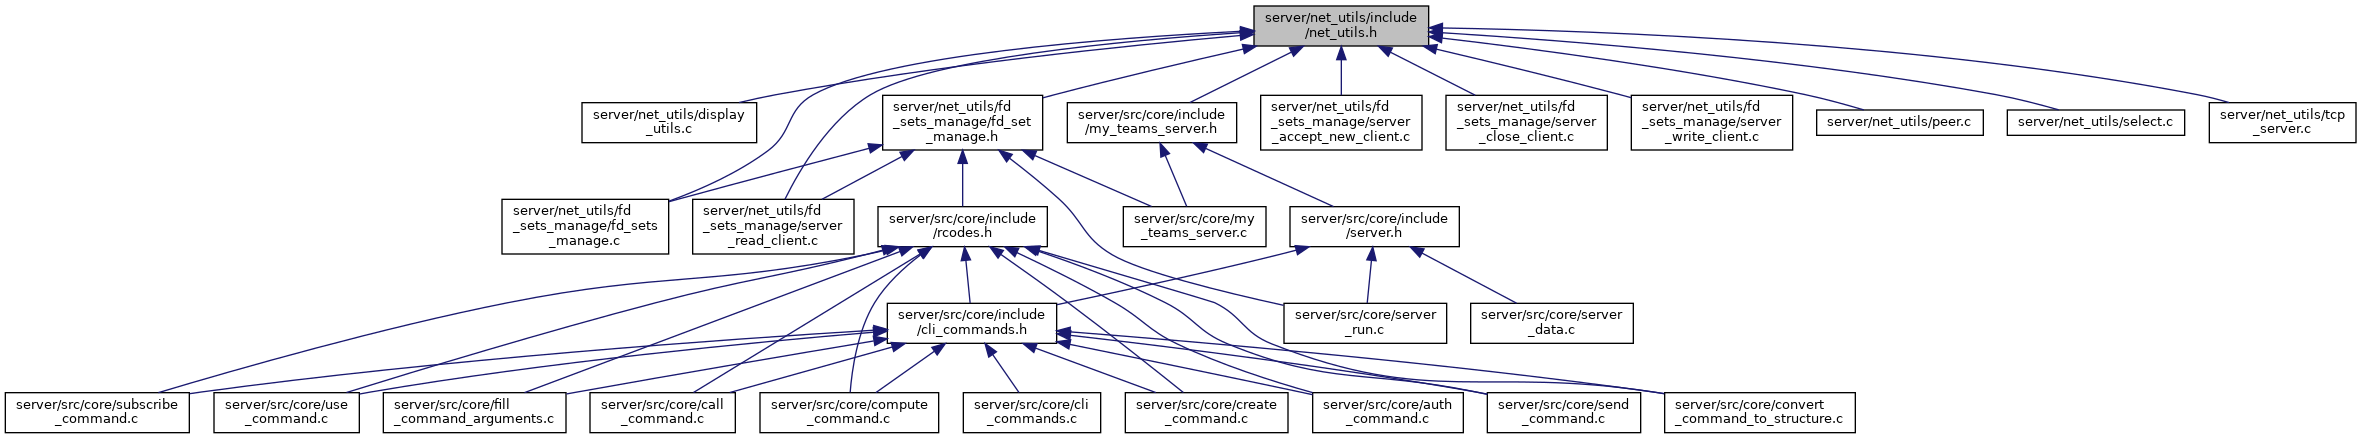 server/net_utils/include
/net_utils.h
server/net_utils/display
_utils.c
server/net_utils/fd
_sets_manage/fd_set
_manage.h
server/src/core/include
/my_teams_server.h
server/net_utils/fd
_sets_manage/server
_accept_new_client.c
server/net_utils/fd
_sets_manage/server
_close_client.c
server/net_utils/fd
_sets_manage/server
_write_client.c
server/net_utils/peer.c
server/net_utils/select.c
server/net_utils/tcp
_server.c
server/net_utils/fd
_sets_manage/fd_sets
_manage.c
server/net_utils/fd
_sets_manage/server
_read_client.c
server/src/core/include
/rcodes.h
server/src/core/my
_teams_server.c
server/src/core/include
/server.h
server/src/core/include
/cli_commands.h
server/src/core/server
_run.c
server/src/core/server
_data.c
server/src/core/subscribe
_command.c
server/src/core/use
_command.c
server/src/core/fill
_command_arguments.c
server/src/core/call
_command.c
server/src/core/compute
_command.c
server/src/core/cli
_commands.c
server/src/core/create
_command.c
server/src/core/auth
_command.c
server/src/core/send
_command.c
server/src/core/convert
_command_to_structure.c